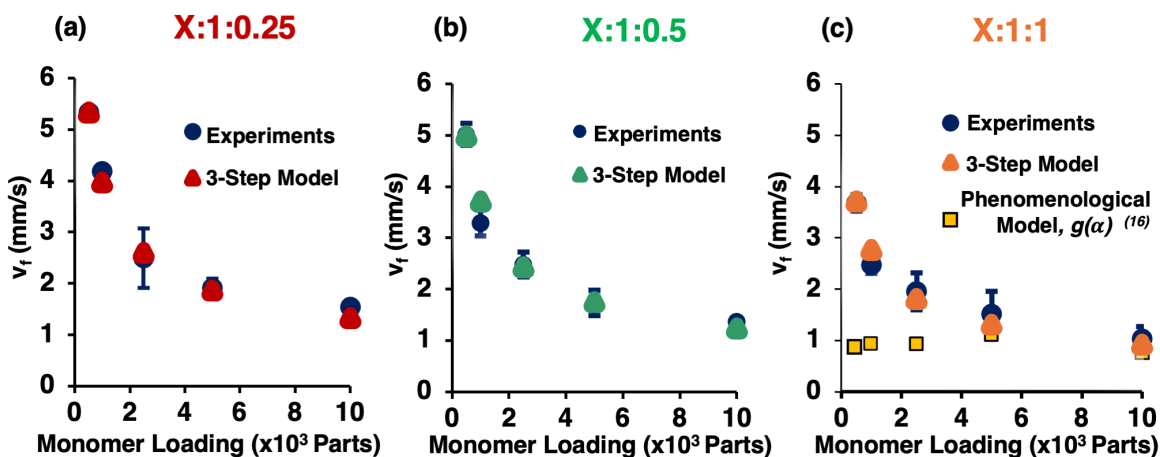 (a) X:1:0.25
6
5
4
3
2
1
0
v_f (mm/s)
Experiments
3-Step Model
0 2 4 6 8 10
Monomer Loading (x10³ Parts)
(b) X:1:0.5
6
5
4
3
2
1
0
v_f (mm/s)
Experiments
3-Step Model
0 2 4 6 8 10
Monomer Loading (x10³ Parts)
(c) X:1:1
6
5
4
3
2
1
0
v_f (mm/s)
Experiments
3-Step Model
Phenomenological
Model, g(α) (16)
0 2 4 6 8 10
Monomer Loading (x10³ Parts)